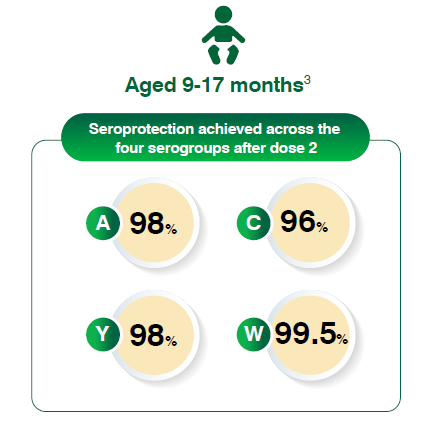 Aged 9-17 months³
Seroprotection achieved across the
four serogroups after dose 2
A 98%
C 96%
Y 98%
W 99.5%